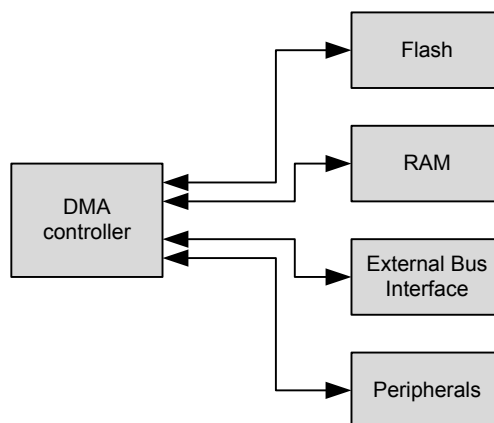 Flash
RAM
DMA
controller
External Bus
Interface
Peripherals